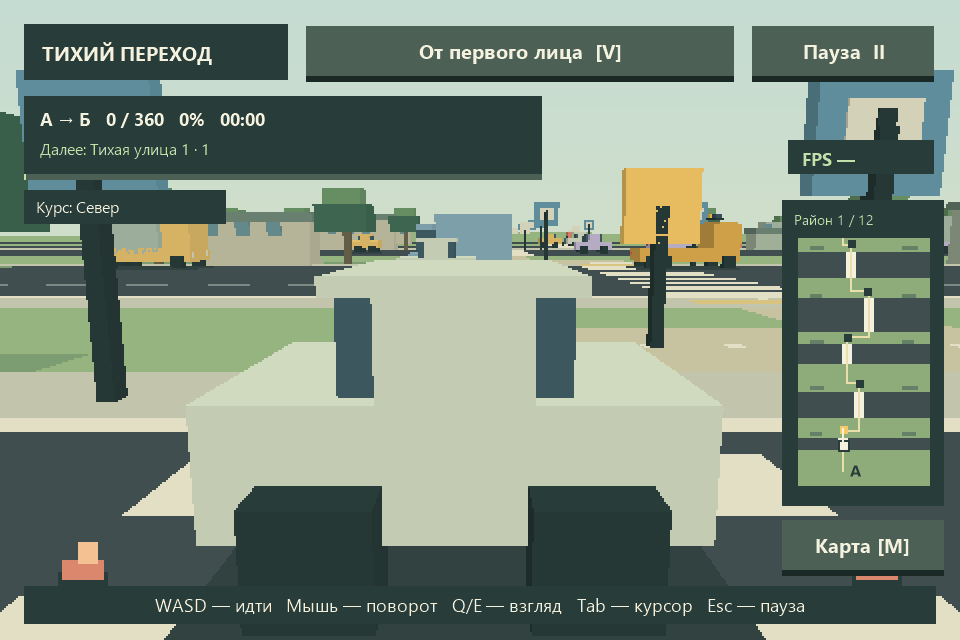 ТИХИЙ ПЕРЕХОД
От первого лица [V]
Пауза II
А → Б 0 / 360 0% 00:00
Далее: Тихая улица 1 · 1
FPS —
Курс: Север
Район 1 / 12
А
Карта [M]
WASD — идти Мышь — поворот Q/E — взгляд Tab — курсор Esc — пауза